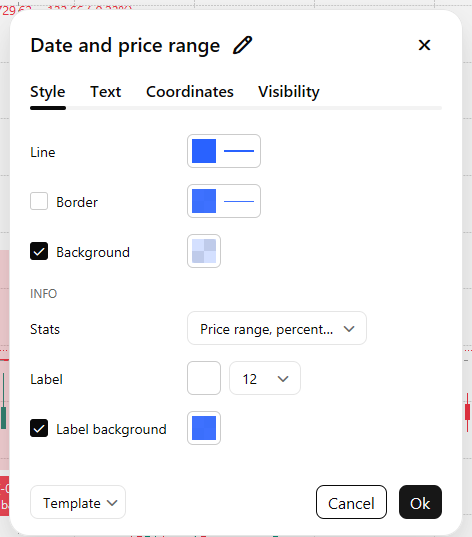 Date and price range
Style Text Coordinates Visibility
Line
Border
Background
INFO
Stats Price range, percent...
Label 12
Label background
Template Cancel Ok